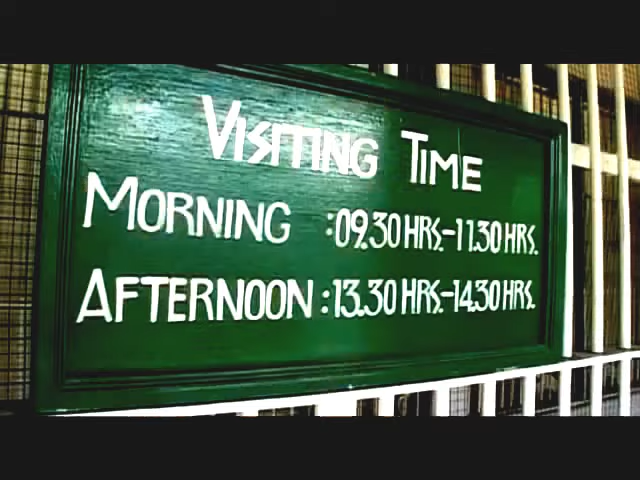 VISITING TIME
MORNING :09.30 HRS.-11.30 HRS.
AFTERNOON :13.30 HRS.-14.30 HRS.